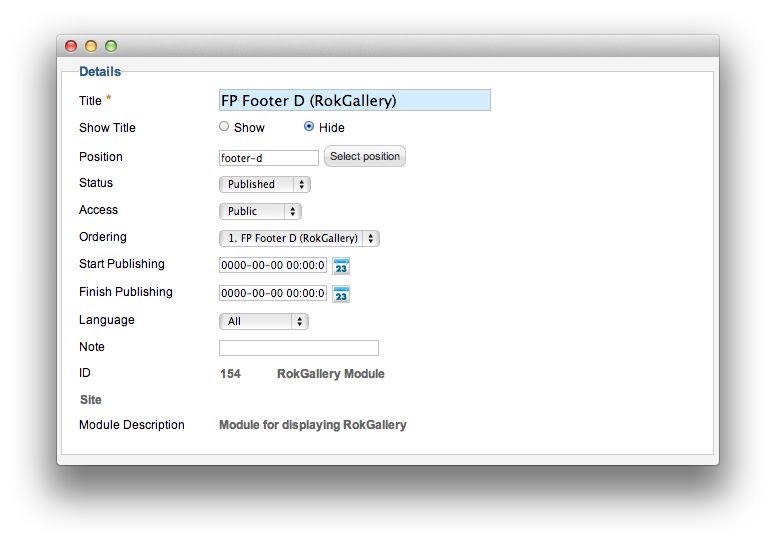 Details
Title * FP Footer D (RokGallery)
Show Title Show Hide
Position footer-d Select position
Status Published
Access Public
Ordering 1. FP Footer D (RokGallery)
Start Publishing 0000-00-00 00:00:0 23
Finish Publishing 0000-00-00 00:00:0 23
Language All
Note
ID 154 RokGallery Module
Site
Module Description Module for displaying RokGallery